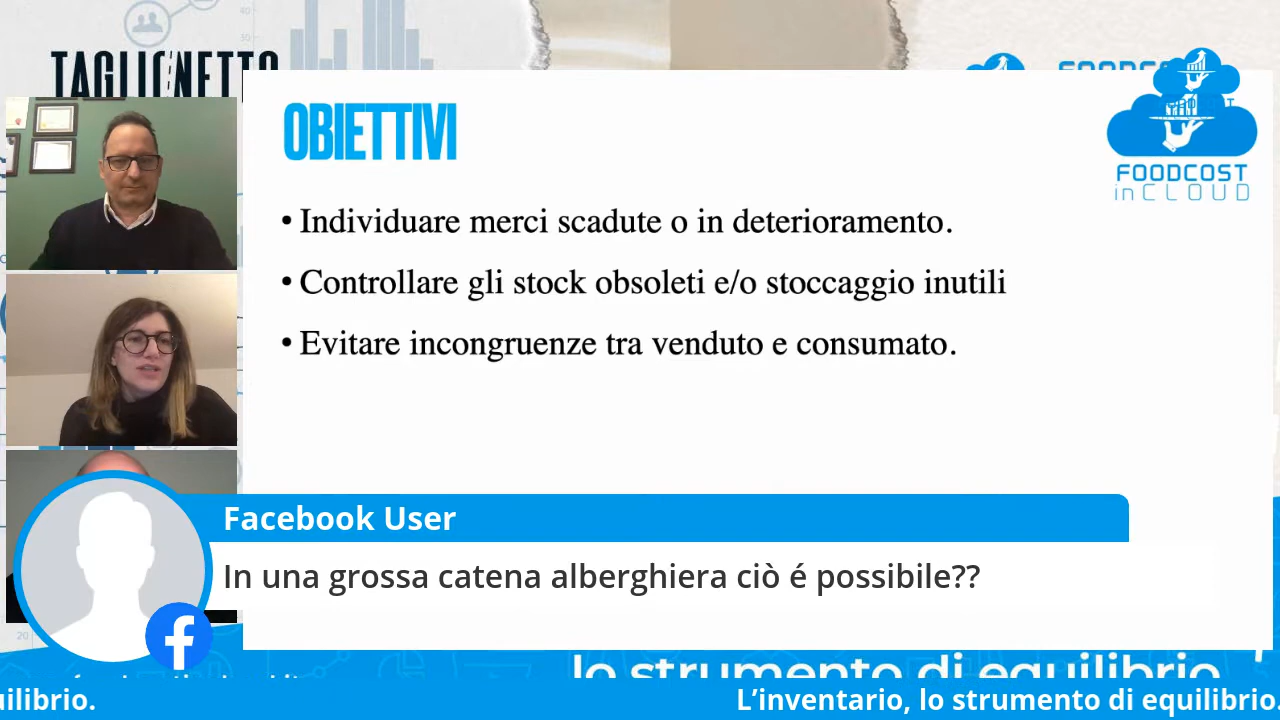 TAGLIONETTO
OBIETTIVI
FOODCOST
inCLOUD
• Individuare merci scadute o in deterioramento.
• Controllare gli stock obsoleti e/o stoccaggio inutili
• Evitare incongruenze tra venduto e consumato.
Facebook User
In una grossa catena alberghiera ciò é possibile??
20
lo strumento di equilibrio
uilibrio.
L’inventario, lo strumento di equilibrio.